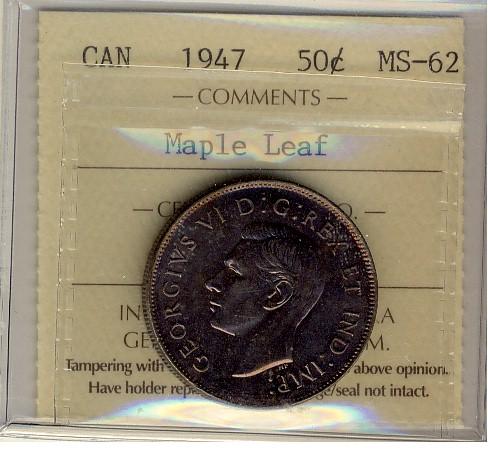 CAN 1947 50¢ MS-62
— COMMENTS —
Maple Leaf
GEORGIVS VI D:G:REX ET IND:IMP:
Tampering with above opinion.
Have holder seal not intact.